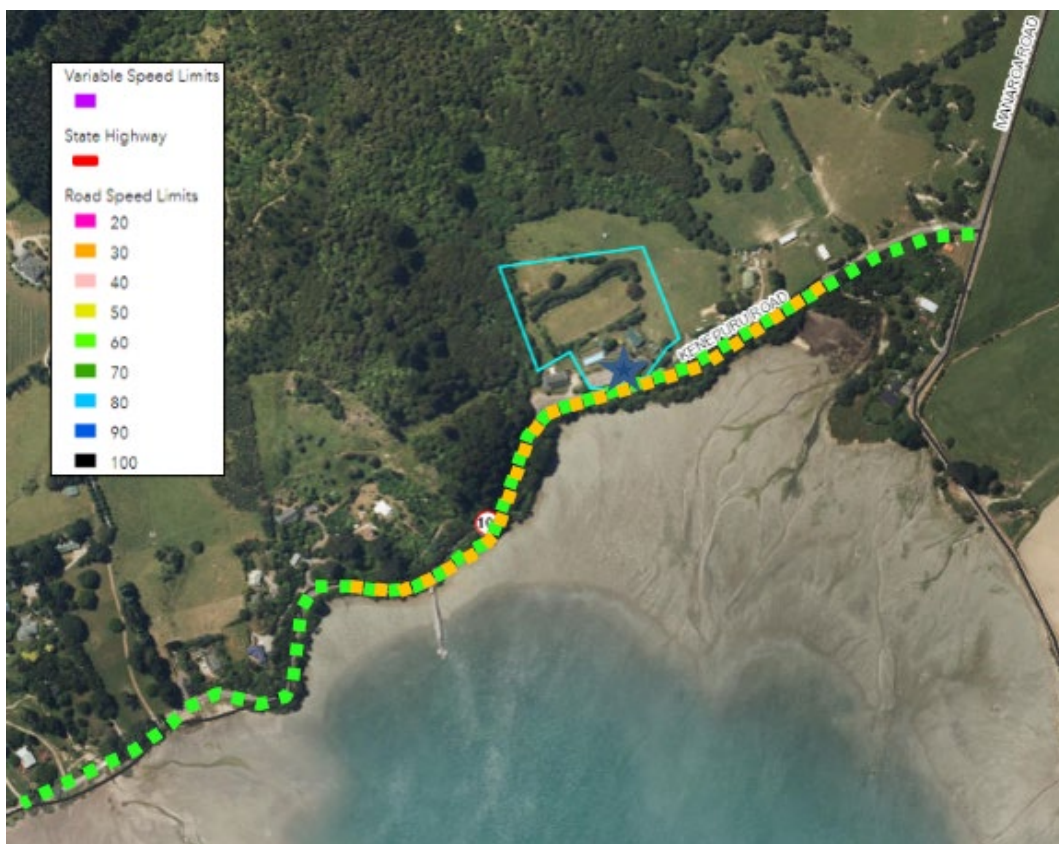 Variable Speed Limits
State Highway
Road Speed Limits
20
30
40
50
60
70
80
90
100
MANAROA ROAD
KENEPURU ROAD